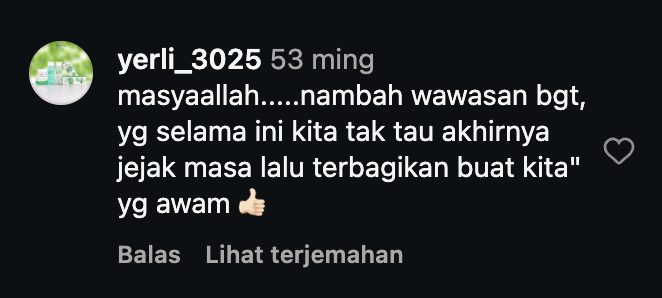 yerli_3025 53 ming
masyaallah.....nambah wawasan bgt,
yg selama ini kita tak tau akhirnya
jejak masa lalu terbagikan buat kita"
yg awam 👍🏻
Balas Lihat terjemahan